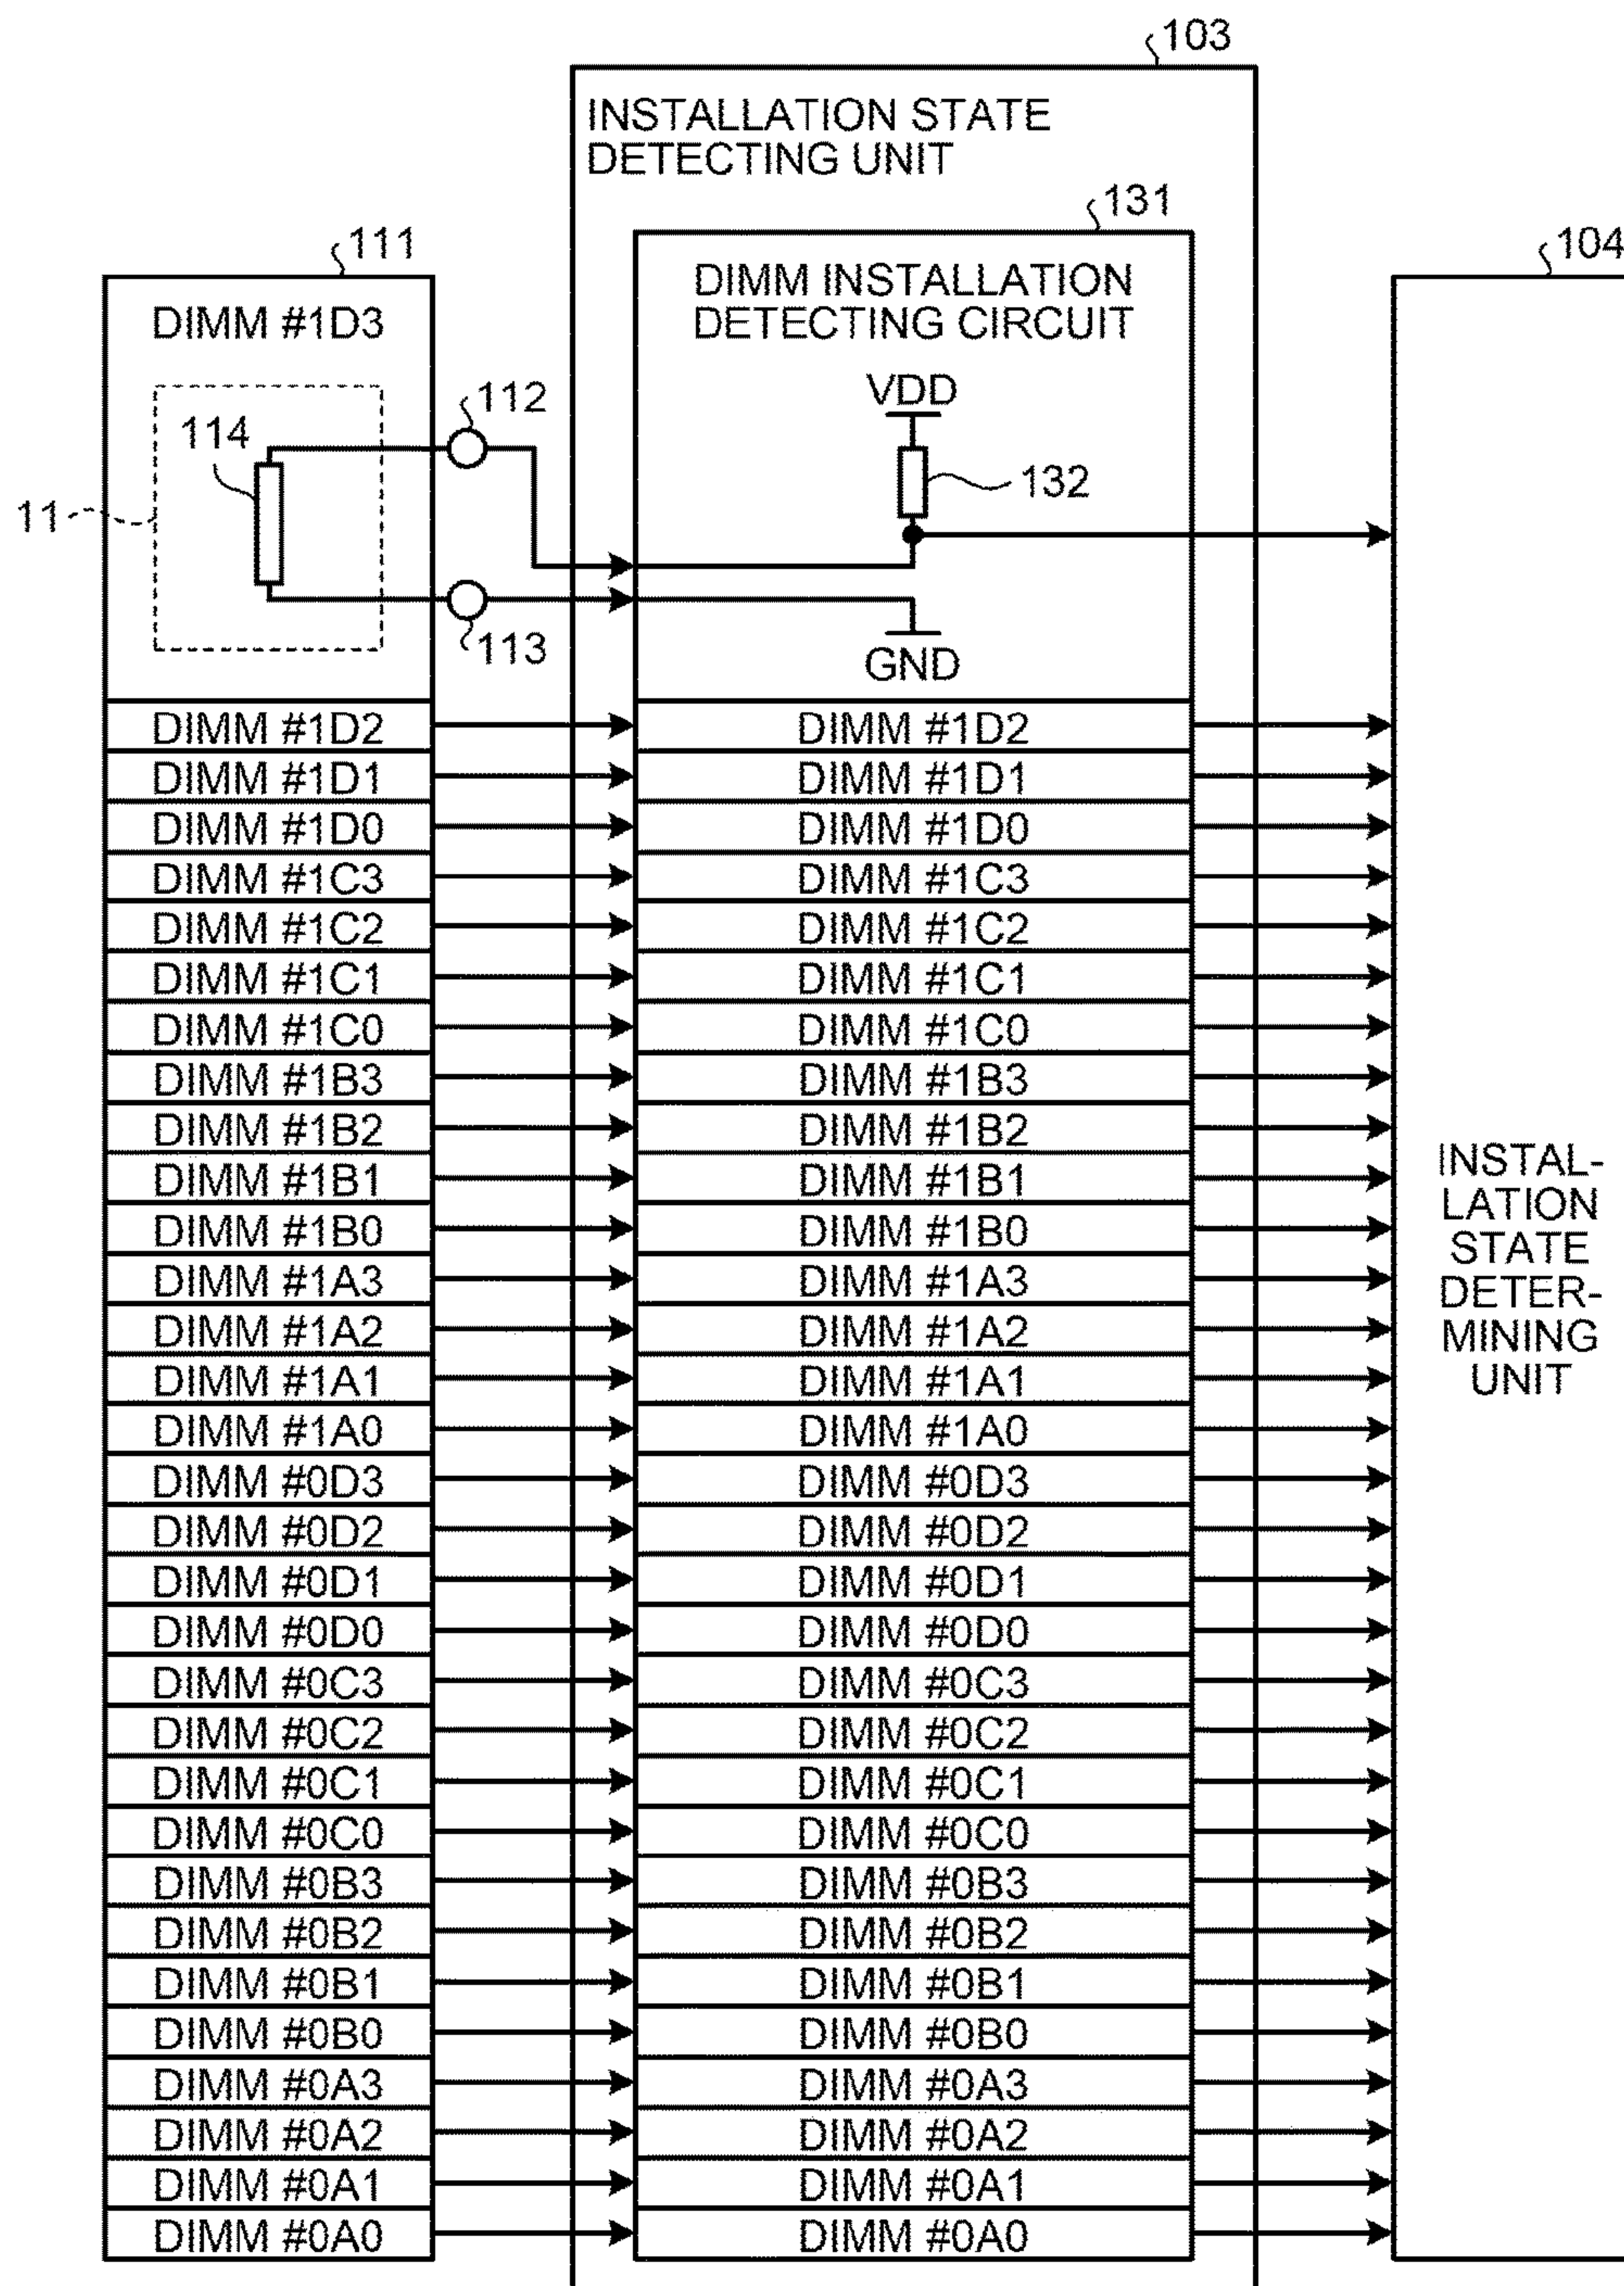 103
INSTALLATION STATE
DETECTING UNIT
131
111
104
DIMM #1D3
DIMM INSTALLATION
DETECTING CIRCUIT
VDD
112
114
132
11
113
GND
DIMM #1D2 DIMM #1D2
DIMM #1D1 DIMM #1D1
DIMM #1D0 DIMM #1D0
DIMM #1C3 DIMM #1C3
DIMM #1C2 DIMM #1C2
DIMM #1C1 DIMM #1C1
DIMM #1C0 DIMM #1C0
DIMM #1B3 DIMM #1B3
DIMM #1B2 DIMM #1B2
DIMM #1B1 DIMM #1B1
DIMM #1B0 DIMM #1B0
DIMM #1A3 DIMM #1A3
DIMM #1A2 DIMM #1A2
DIMM #1A1 DIMM #1A1
DIMM #1A0 DIMM #1A0
DIMM #0D3 DIMM #0D3
DIMM #0D2 DIMM #0D2
DIMM #0D1 DIMM #0D1
DIMM #0D0 DIMM #0D0
DIMM #0C3 DIMM #0C3
DIMM #0C2 DIMM #0C2
DIMM #0C1 DIMM #0C1
DIMM #0C0 DIMM #0C0
DIMM #0B3 DIMM #0B3
DIMM #0B2 DIMM #0B2
DIMM #0B1 DIMM #0B1
DIMM #0B0 DIMM #0B0
DIMM #0A3 DIMM #0A3
DIMM #0A2 DIMM #0A2
DIMM #0A1 DIMM #0A1
DIMM #0A0 DIMM #0A0
INSTAL-
LATION
STATE
DETER-
MINING
UNIT